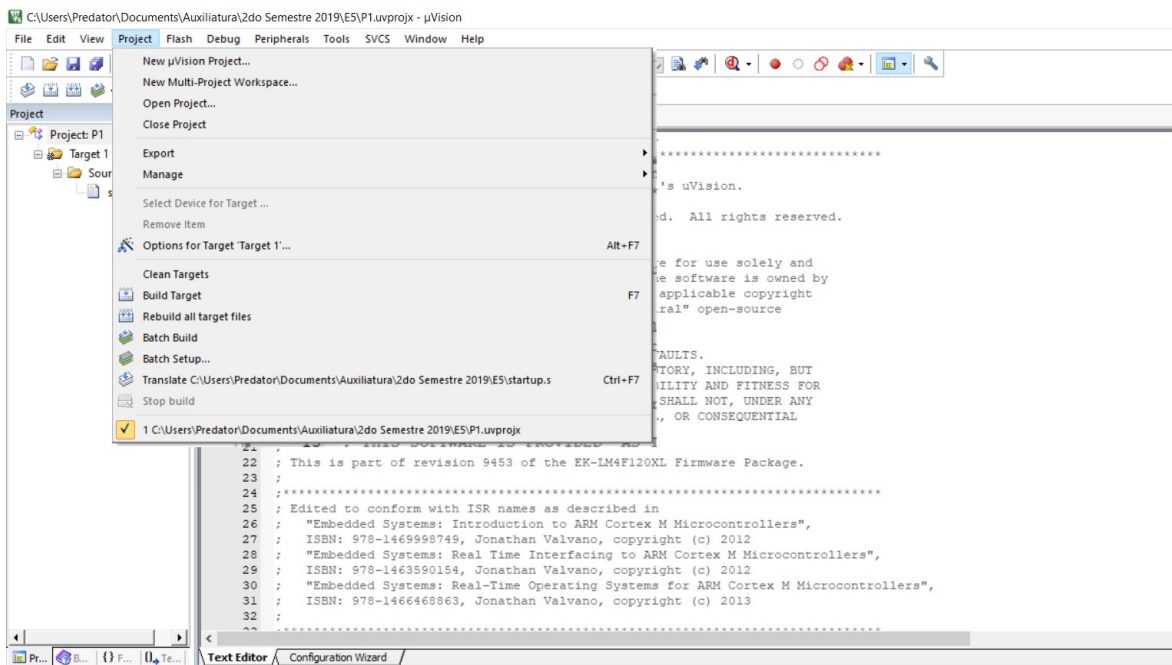 C:\Users\Predator\Documents\Auxiliatura\2do Semestre 2019\E5\P1.uvprojx - µVision
File Edit View Project Flash Debug Peripherals Tools SVCS Window Help
New µVision Project...
New Multi-Project Workspace...
Open Project...
Close Project
Export
Manage
Select Device for Target ...
Remove Item
Options for Target 'Target 1'... Alt+F7
Clean Targets
Build Target F7
Rebuild all target files
Batch Build
Batch Setup...
Translate C:\Users\Predator\Documents\Auxiliatura\2do Semestre 2019\E5\startup.s Ctrl+F7
Stop build
1 C:\Users\Predator\Documents\Auxiliatura\2do Semestre 2019\E5\P1.uvprojx
Project
Project: P1
Target 1
Sour
s
*****************************
's uVision.
ed. All rights reserved.
e for use solely and
e software is owned by
applicable copyright
ral" open-source
AULTS.
TORY, INCLUDING, BUT
ILITY AND FITNESS FOR
SHALL NOT, UNDER ANY
, OR CONSEQUENTIAL
21 ;
22 ; This is part of revision 9453 of the EK-LM4F120XL Firmware Package.
23 ;
24 ;******************************************************************************
25 ; Edited to conform with ISR names as described in
26 ; "Embedded Systems: Introduction to ARM Cortex M Microcontrollers",
27 ; ISBN: 978-1469998749, Jonathan Valvano, copyright (c) 2012
28 ; "Embedded Systems: Real Time Interfacing to ARM Cortex M Microcontrollers",
29 ; ISBN: 978-1463590154, Jonathan Valvano, copyright (c) 2012
30 ; "Embedded Systems: Real-Time Operating Systems for ARM Cortex M Microcontrollers",
31 ; ISBN: 978-1466468863, Jonathan Valvano, copyright (c) 2013
32 ;
Pr... B... {} F... Te...
Text Editor Configuration Wizard